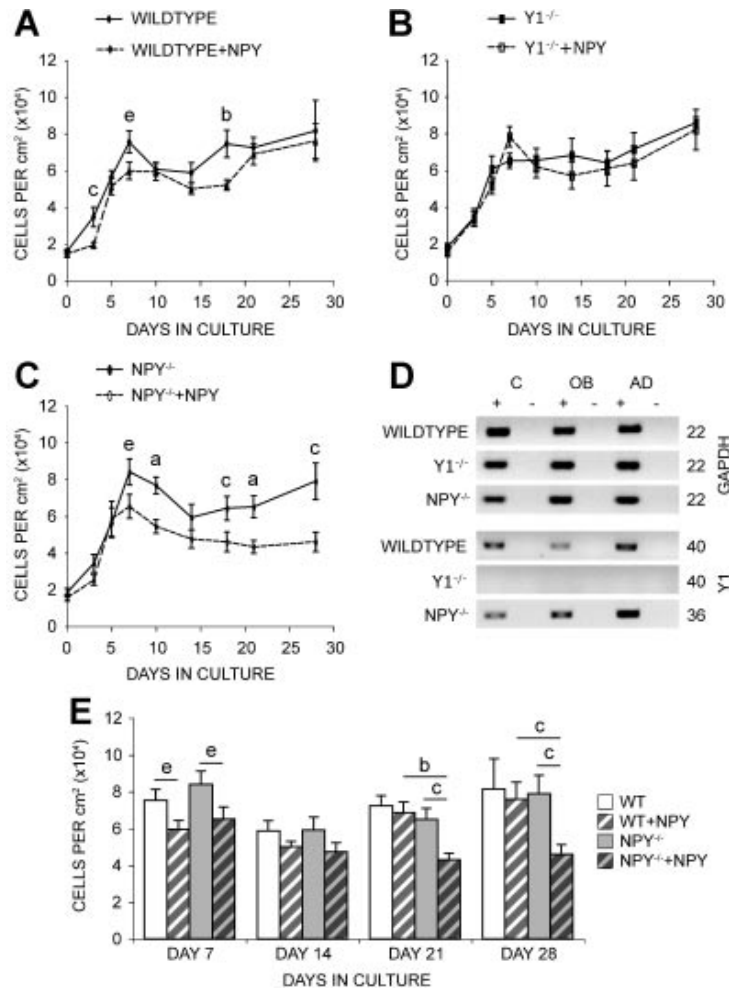 A
WILDTYPE
WILDTYPE+NPY
CELLS PER cm² (x10⁴)
12
10
8
6
4
2
0
c
e
b
0 5 10 15 20 25 30
DAYS IN CULTURE
B
Y1⁻/⁻
Y1⁻/⁻+NPY
CELLS PER cm² (x10⁴)
12
10
8
6
4
2
0
0 5 10 15 20 25 30
DAYS IN CULTURE
C
NPY⁻/⁻
NPY⁻/⁻+NPY
CELLS PER cm² (x10⁴)
12
10
8
6
4
2
0
e
a
c
a
c
0 5 10 15 20 25 30
DAYS IN CULTURE
D
C OB AD
+ - + - + -
WILDTYPE 22
Y1⁻/⁻ 22
NPY⁻/⁻ 22
GAPDH
WILDTYPE 40
Y1⁻/⁻ 40
NPY⁻/⁻ 36
Y1
E
CELLS PER cm² (x10⁴)
12
10
8
6
4
2
0
e
e
b
c
c
c
DAY 7 DAY 14 DAY 21 DAY 28
DAYS IN CULTURE
WT
WT+NPY
NPY⁻/⁻
NPY⁻/⁻+NPY